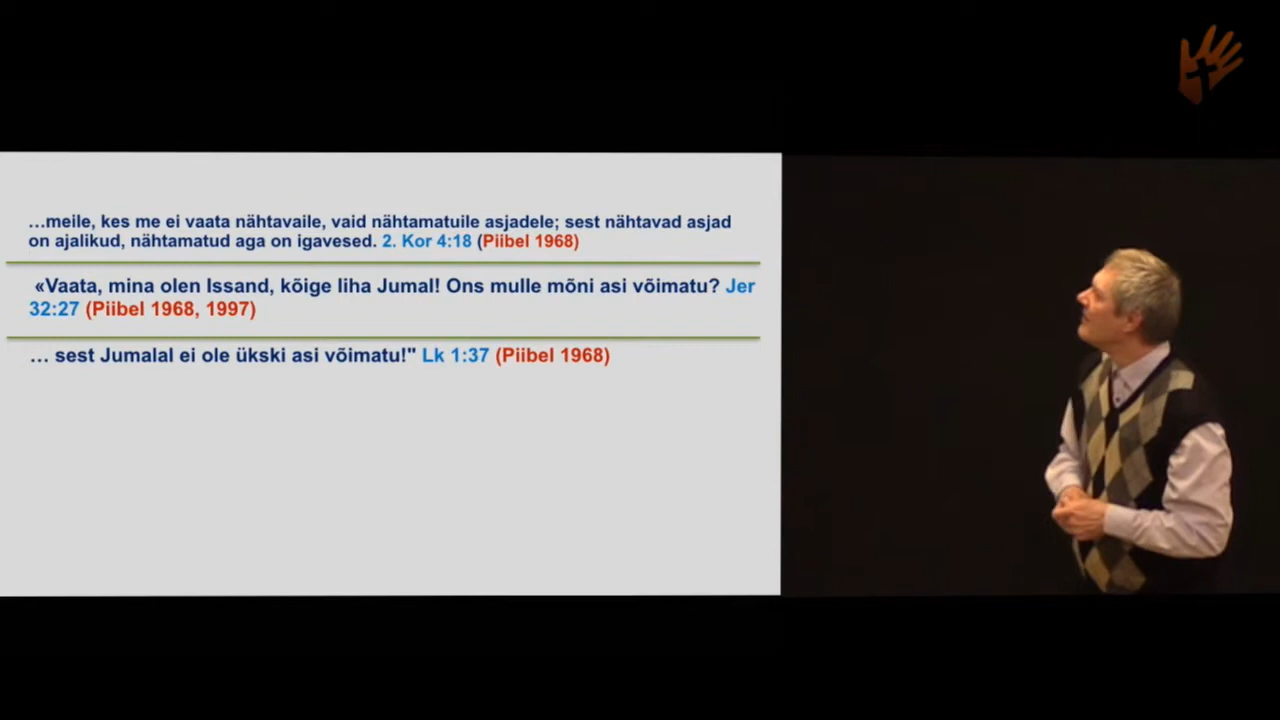 …meile, kes me ei vaata nähtavaile, vaid nähtamatuile asjadele; sest nähtavad asjad
on ajalikud, nähtamatud aga on igavesed. 2. Kor 4:18 (Piibel 1968)
«Vaata, mina olen Issand, kõige liha Jumal! Ons mulle mõni asi võimatu? Jer
32:27 (Piibel 1968, 1997)
… sest Jumalal ei ole ükski asi võimatu!" Lk 1:37 (Piibel 1968)